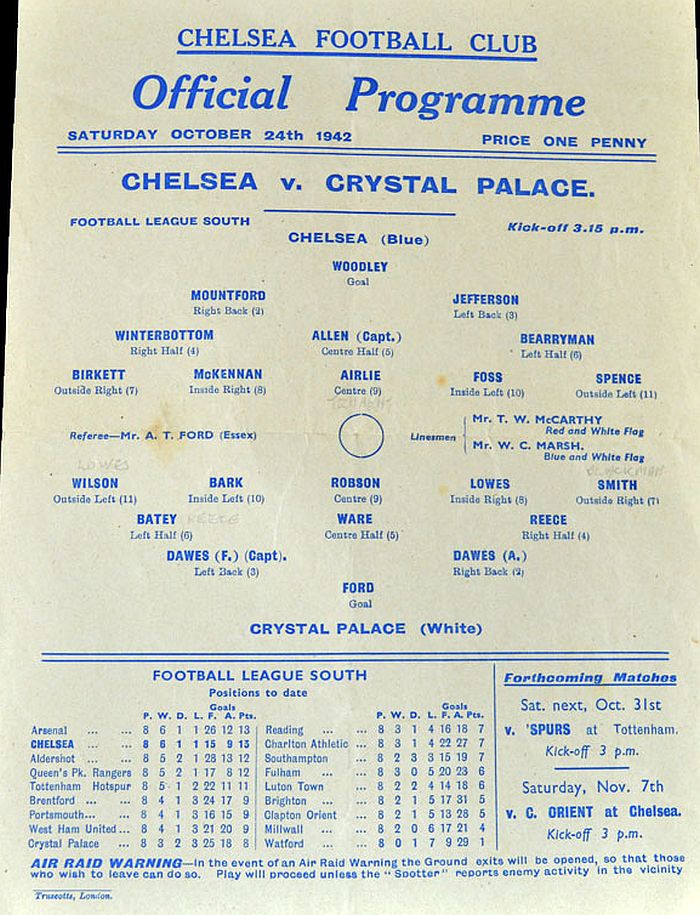 CHELSEA FOOTBALL CLUB
Official Programme
SATURDAY OCTOBER 24th 1942 PRICE ONE PENNY
CHELSEA v. CRYSTAL PALACE.
FOOTBALL LEAGUE SOUTH Kick-off 3.15 p.m.
CHELSEA (Blue)
WOODLEY
Goal
MOUNTFORD JEFFERSON
Right Back (2) Left Back (3)
WINTERBOTTOM ALLEN (Capt.) BEARRYMAN
Right Half (4) Centre Half (5) Left Half (6)
BIRKETT McKENNAN AIRLIE FOSS SPENCE
Outside Right (7) Inside Right (8) Centre (9) Inside Left (10) Outside Left (11)
Referee—Mr. A. T. FORD (Essex) Linesmen Mr. T. W. McCARTHY
Red and White Flag
Mr. W. C. MARSH.
Blue and White Flag
LOWES BLACKMAN
WILSON BARK ROBSON LOWES SMITH
Outside Left (11) Inside Left (10) Centre (9) Inside Right (8) Outside Right (7)
BATEY REECE WARE REECE
Left Half (6) Centre Half (5) Right Half (4)
DAWES (F.) (Capt). DAWES (A.)
Left Back (3) Right Back (2)
FORD
Goal
CRYSTAL PALACE (White)
FOOTBALL LEAGUE SOUTH
Positions to date
Goals
P. W. D. L. F. A. Pts.
Arsenal ... ... 8 6 1 1 26 12 13
CHELSEA ... ... 8 6 1 1 15 9 13
Aldershot ... ... 8 5 2 1 28 13 12
Queen's Pk. Rangers 8 5 2 1 17 8 12
Tottenham Hotspur 8 5 1 2 22 11 11
Brentford ... ... 8 4 1 3 24 17 9
Portsmouth... ... 8 4 1 3 16 15 9
West Ham United... 8 4 1 3 21 20 9
Crystal Palace ... 8 3 2 3 25 18 8
Goals
P. W. D. L. F. A. Pts.
Reading ... ... 8 3 1 4 16 18 7
Charlton Athletic ... 8 3 1 4 22 27 7
Southampton ... 8 2 3 3 15 19 7
Fulham ... ... 8 3 0 5 20 23 6
Luton Town ... 8 2 2 4 14 18 6
Brighton ... ... 8 2 1 5 17 31 5
Clapton Orient ... 8 2 1 5 13 28 5
Millwall ... ... 8 2 0 6 17 21 4
Watford ... ... 8 0 1 7 9 29 1
Forthcoming Matches
Sat. next, Oct. 31st
v. 'SPURS at Tottenham.
Kick-off 3 p.m.
Saturday, Nov. 7th
v. C. ORIENT at Chelsea.
Kick-off 3 p.m.
AIR RAID WARNING—In the event of an Air Raid Warning the Ground exits will be opened, so that those
who wish to leave can do so. Play will proceed unless the "Spotter" reports enemy activity in the vicinity
Truscotts, London.